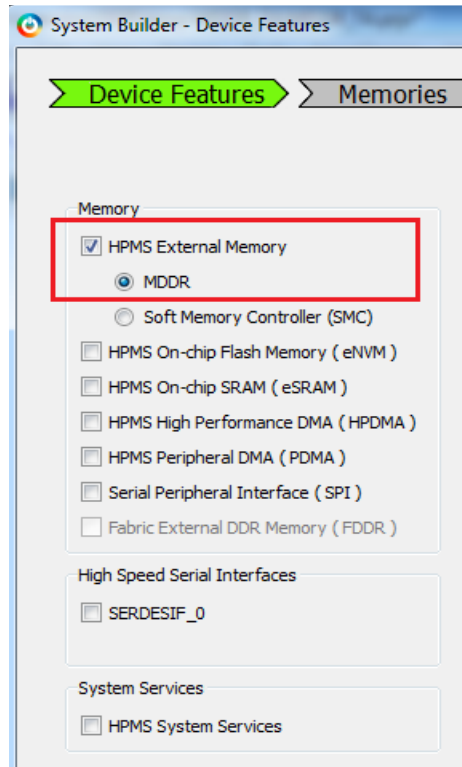 System Builder - Device Features
Device Features
Memories
Memory
HPMS External Memory
MDDR
Soft Memory Controller (SMC)
HPMS On-chip Flash Memory ( eNVM )
HPMS On-chip SRAM ( eSRAM )
HPMS High Performance DMA ( HPDMA )
HPMS Peripheral DMA ( PDMA )
Serial Peripheral Interface ( SPI )
Fabric External DDR Memory ( FDDR )
High Speed Serial Interfaces
SERDESIF_0
System Services
HPMS System Services